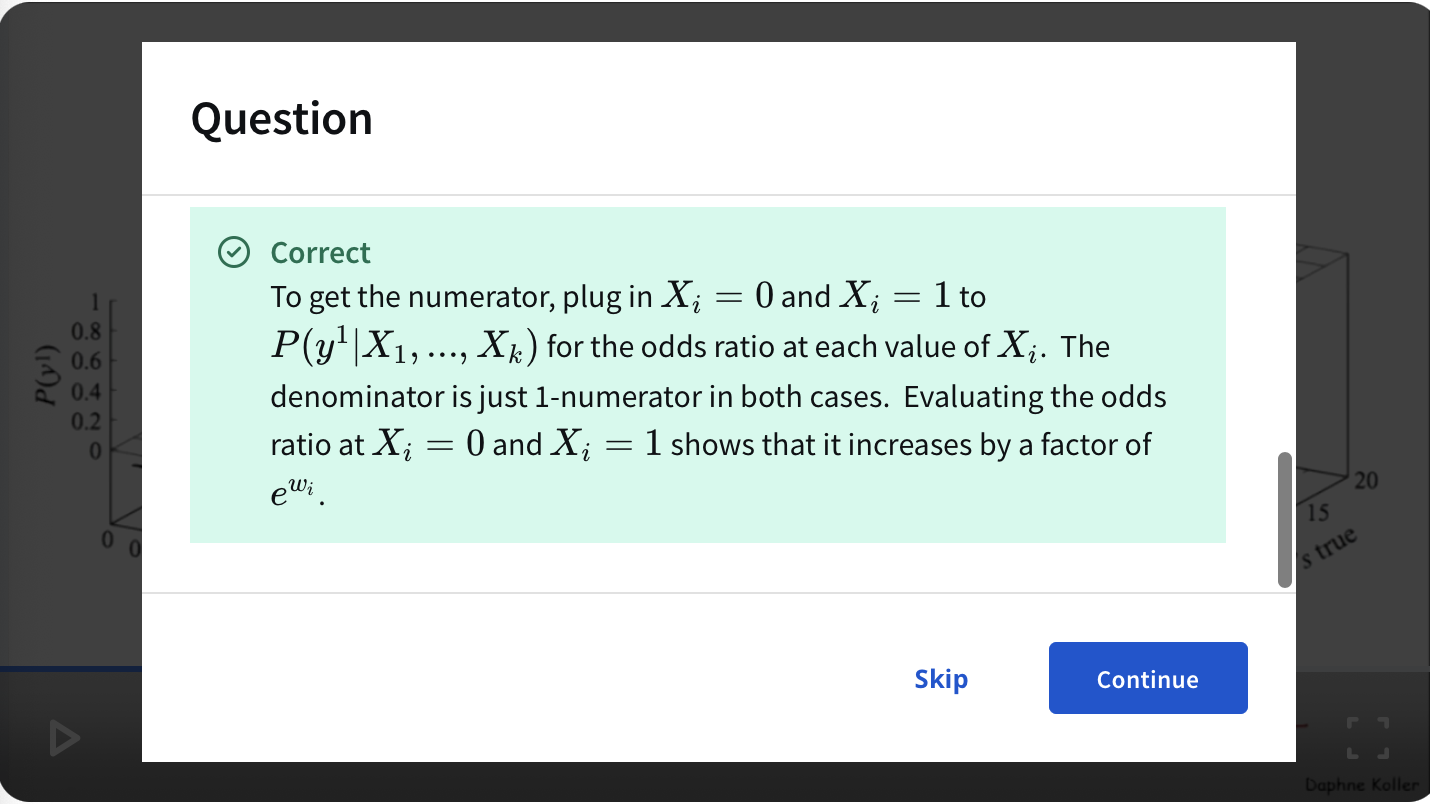 Question
Correct
To get the numerator, plug in $X_i = 0$ and $X_i = 1$ to
$P(y^1|X_1, ..., X_k)$ for the odds ratio at each value of $X_i$.  The
denominator is just 1-numerator in both cases.  Evaluating the odds
ratio at $X_i = 0$ and $X_i = 1$ shows that it increases by a factor of
$e^{w_i}$.
Skip
Continue
$P(y^1)$
1
0.8
0.6
0.4
0.2
0
0
0
20
15
's true
Daphne Koller